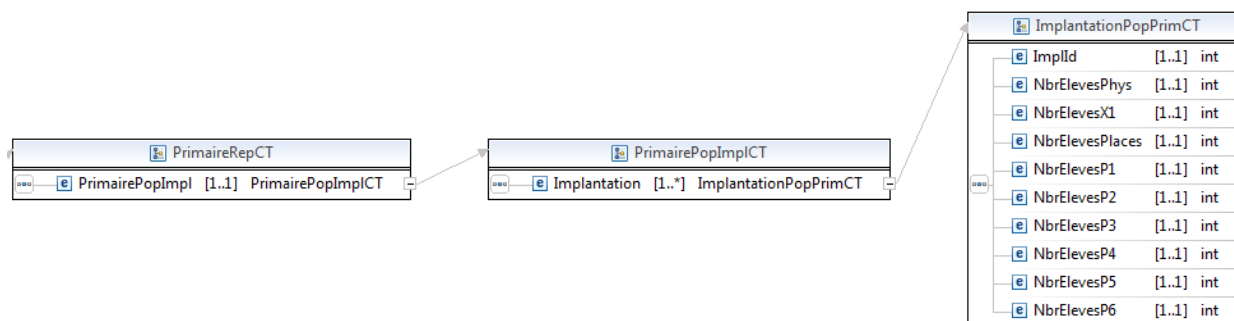 ImplantationPopPrimCT
e ImplId [1..1] int
e NbrElevesPhys [1..1] int
e NbrElevesX1 [1..1] int
PrimaireRepCT
PrimairePopImplCT
e NbrElevesPlaces [1..1] int
e PrimairePopImpl [1..1] PrimairePopImplCT
e Implantation [1..*] ImplantationPopPrimCT
e NbrElevesP1 [1..1] int
e NbrElevesP2 [1..1] int
e NbrElevesP3 [1..1] int
e NbrElevesP4 [1..1] int
e NbrElevesP5 [1..1] int
e NbrElevesP6 [1..1] int